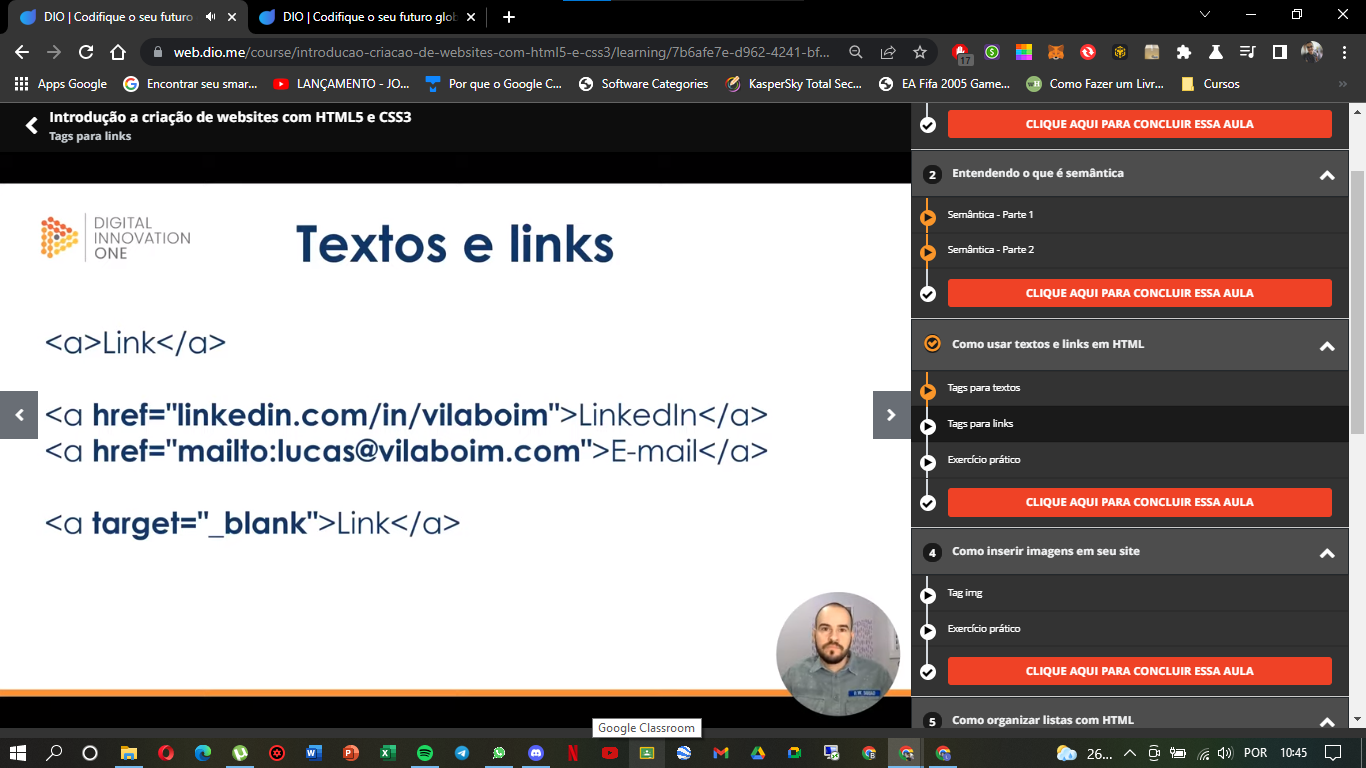 DIO | Codifique o seu futuro
DIO | Codifique o seu futuro glob
web.dio.me/course/introducao-criacao-de-websites-com-html5-e-css3/learning/7b6afe7e-d962-4241-bf...
17
Apps Google
Encontrar seu smar...
LANÇAMENTO - JO...
Por que o Google C...
Software Categories
KasperSky Total Sec...
EA Fifa 2005 Game...
Como Fazer um Livr...
Cursos
Introdução a criação de websites com HTML5 e CSS3
Tags para links
DIGITAL
INNOVATION
ONE
Textos e links
<a>Link</a>
<a href="linkedin.com/in/vilaboim">LinkedIn</a>
<a href="mailto:lucas@vilaboim.com">E-mail</a>
<a target="_blank">Link</a>
CLIQUE AQUI PARA CONCLUIR ESSA AULA
2 Entendendo o que é semântica
Semântica - Parte 1
Semântica - Parte 2
CLIQUE AQUI PARA CONCLUIR ESSA AULA
Como usar textos e links em HTML
Tags para textos
Tags para links
Exercício prático
CLIQUE AQUI PARA CONCLUIR ESSA AULA
4 Como inserir imagens em seu site
Tag img
Exercício prático
CLIQUE AQUI PARA CONCLUIR ESSA AULA
5 Como organizar listas com HTML
Google Classroom
26...
POR
10:45